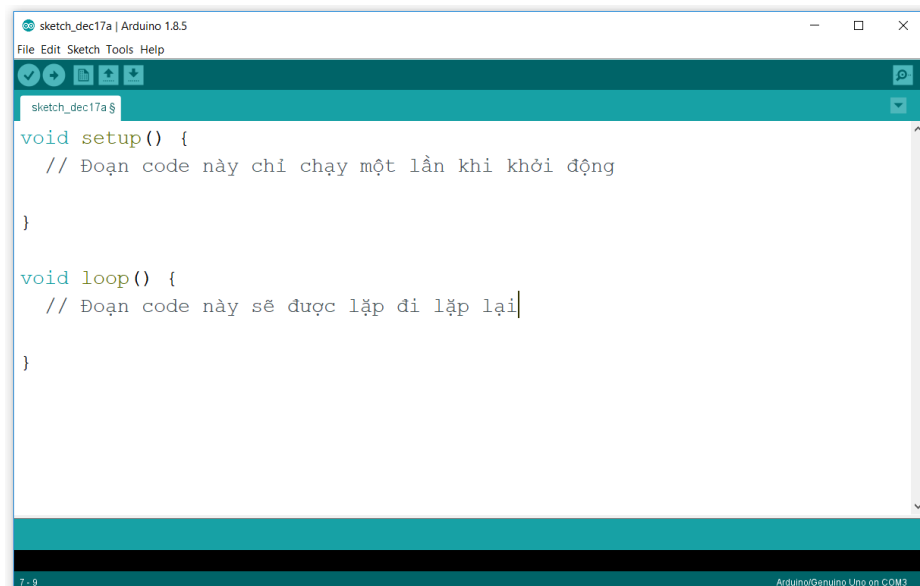 sketch_dec17a | Arduino 1.8.5
File Edit Sketch Tools Help
sketch_dec17a §
void setup() {
// Đoạn code này chỉ chạy một lần khi khởi động
}
void loop() {
// Đoạn code này sẽ được lặp đi lặp lại
}
7 - 9
Arduino/Genuino Uno on COM3